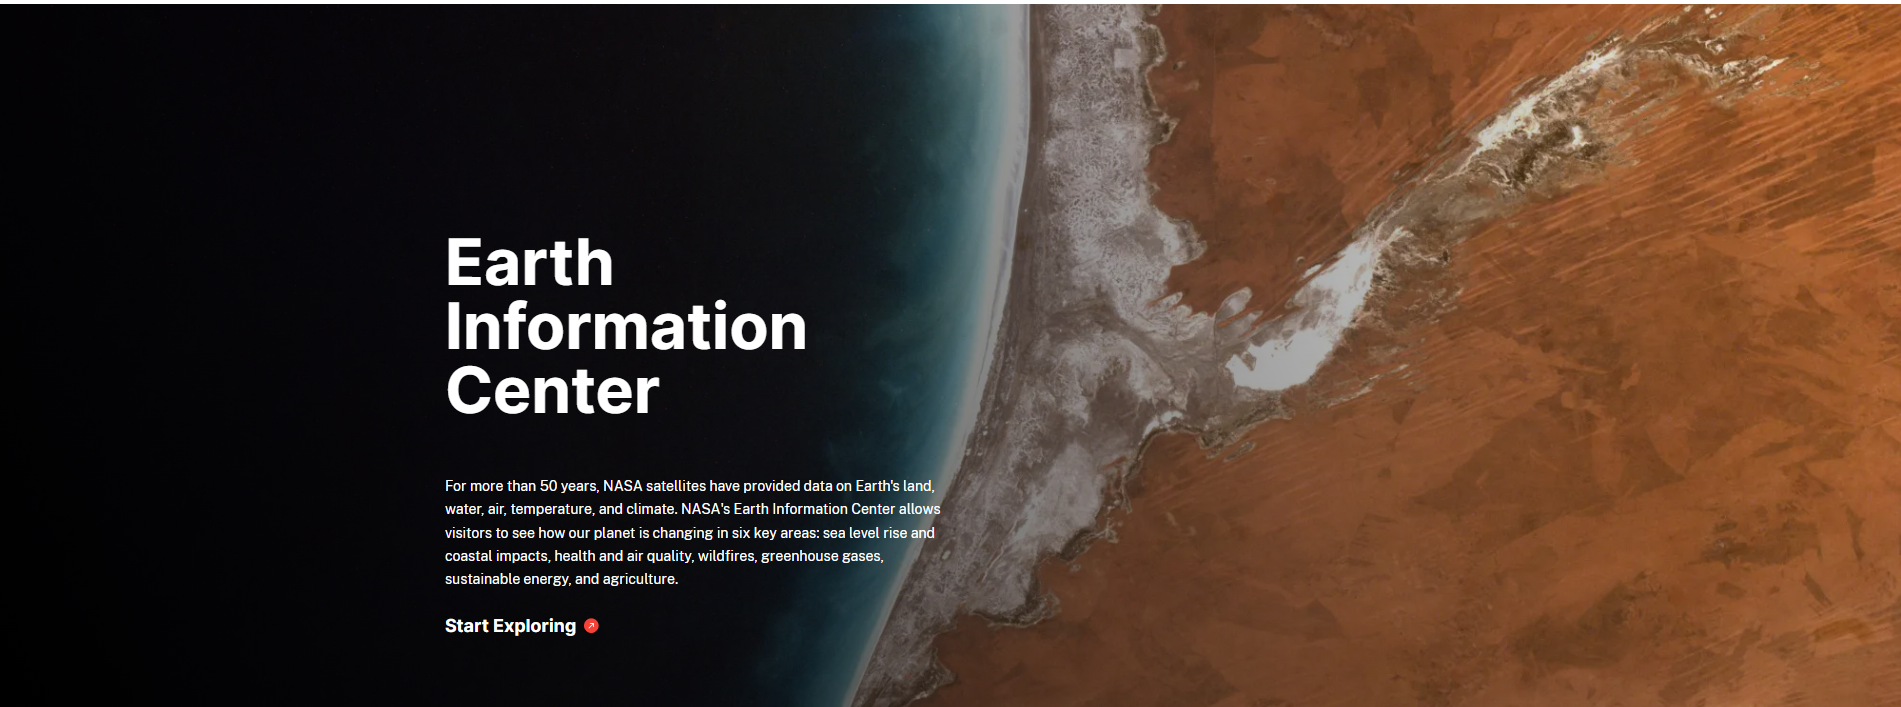 Earth
Information
Center
For more than 50 years, NASA satellites have provided data on Earth's land,
water, air, temperature, and climate. NASA's Earth Information Center allows
visitors to see how our planet is changing in six key areas: sea level rise and
coastal impacts, health and air quality, wildfires, greenhouse gases,
sustainable energy, and agriculture.
Start Exploring